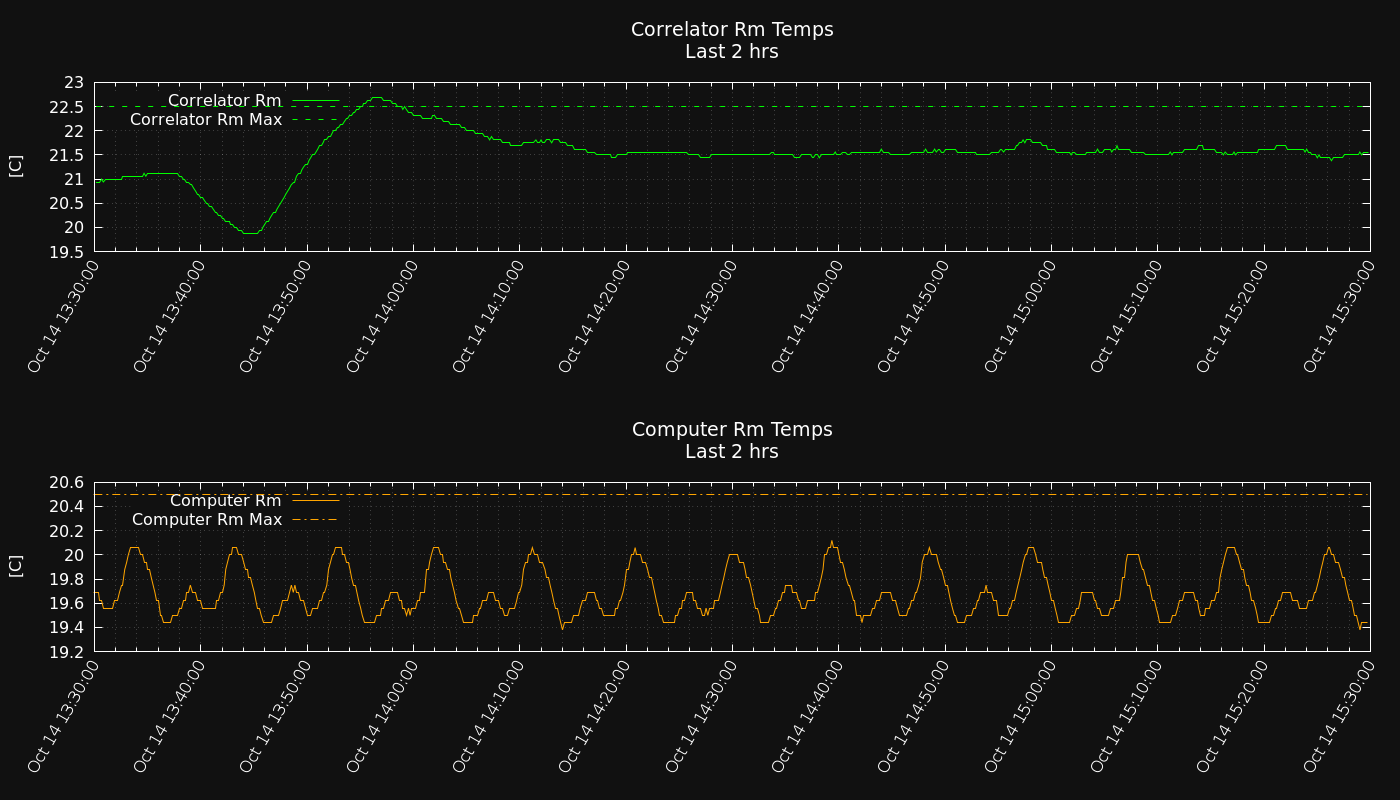 Correlator Rm Temps
Last 2 hrs
[C]
23
22.5
22
21.5
21
20.5
20
19.5
Correlator Rm
Correlator Rm Max
Oct 14 13:30:00
Oct 14 13:40:00
Oct 14 13:50:00
Oct 14 14:00:00
Oct 14 14:10:00
Oct 14 14:20:00
Oct 14 14:30:00
Oct 14 14:40:00
Oct 14 14:50:00
Oct 14 15:00:00
Oct 14 15:10:00
Oct 14 15:20:00
Oct 14 15:30:00
Computer Rm Temps
Last 2 hrs
[C]
20.6
20.4
20.2
20
19.8
19.6
19.4
19.2
Computer Rm
Computer Rm Max
Oct 14 13:30:00
Oct 14 13:40:00
Oct 14 13:50:00
Oct 14 14:00:00
Oct 14 14:10:00
Oct 14 14:20:00
Oct 14 14:30:00
Oct 14 14:40:00
Oct 14 14:50:00
Oct 14 15:00:00
Oct 14 15:10:00
Oct 14 15:20:00
Oct 14 15:30:00